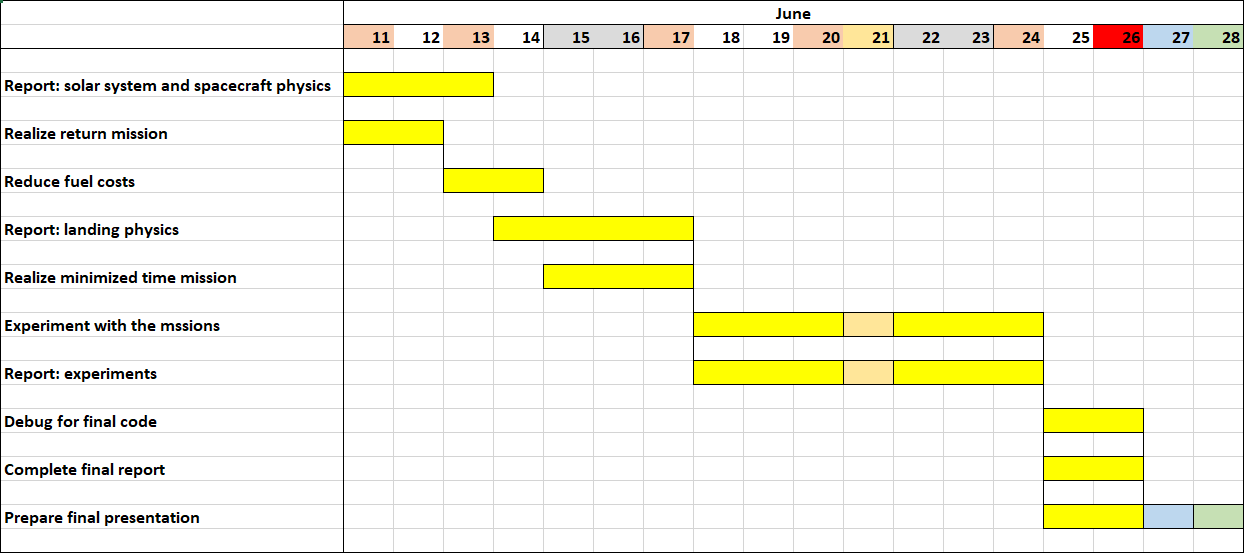 June
11 12 13 14 15 16 17 18 19 20 21 22 23 24 25 26 27 28
Report: solar system and spacecraft physics
Realize return mission
Reduce fuel costs
Report: landing physics
Realize minimized time mission
Experiment with the mssions
Report: experiments
Debug for final code
Complete final report
Prepare final presentation